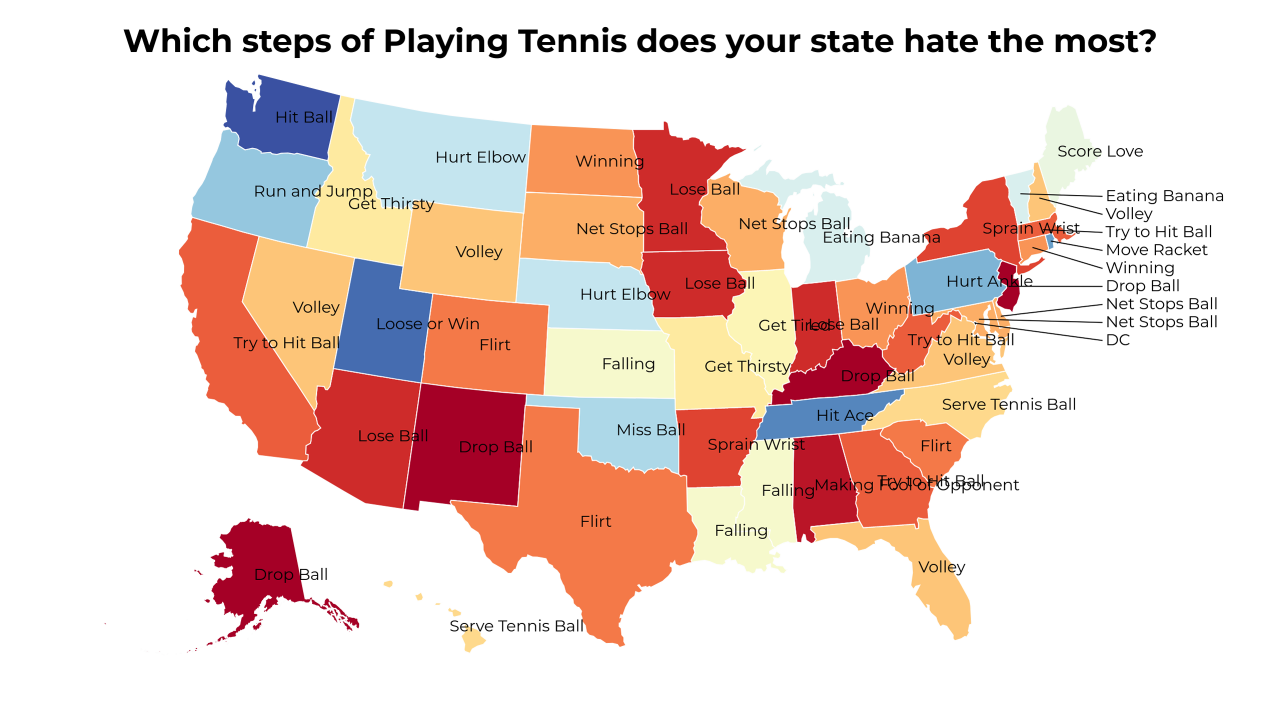 Which steps of Playing Tennis does your state hate the most?
Hit Ball
Score Love
Hurt Elbow
Winning
Run and Jump
Get Thirsty
Lose Ball
Eating Banana
Volley
Net Stops Ball
Net Stops Ball
Sprain Wrist
Try to Hit Ball
Eating Banana
Move Racket
Volley
Winning
Hurt Ankle
Lose Ball
Drop Ball
Hurt Elbow
Net Stops Ball
Volley
Winning
Net Stops Ball
Loose or Win
Get Tired
Lose Ball
DC
Try to Hit Ball
Flirt
Try to Hit Ball
Volley
Falling
Get Thirsty
Drop Ball
Serve Tennis Ball
Hit Ace
Lose Ball
Miss Ball
Drop Ball
Sprain Wrist
Flirt
Try to Hit Ball
Making Fool of Opponent
Falling
Flirt
Falling
Volley
Drop Ball
Serve Tennis Ball